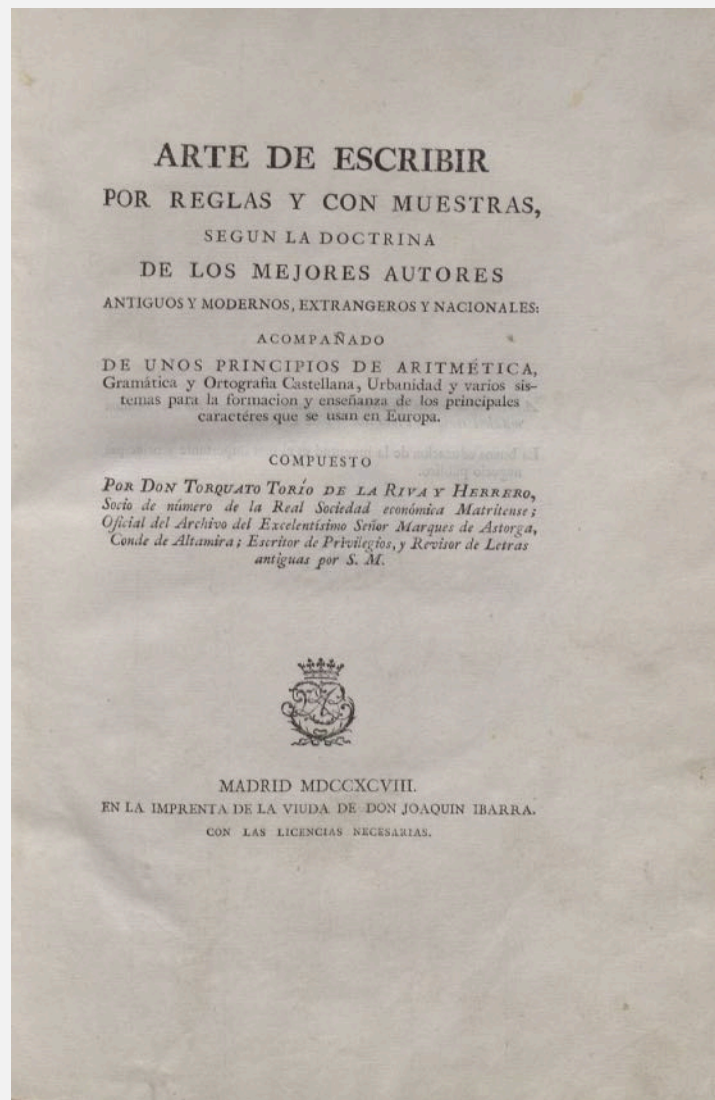 ARTE DE ESCRIBIR
POR REGLAS Y CON MUESTRAS,
SEGUN LA DOCTRINA
DE LOS MEJORES AUTORES
ANTIGUOS Y MODERNOS, EXTRANGEROS Y NACIONALES:
ACOMPAÑADO
DE UNOS PRINCIPIOS DE ARITMÉTICA,
Gramática y Ortografia Castellana, Urbanidad y varios sis-
temas para la formacion y enseñanza de los principales
caractéres que se usan en Europa.
COMPUESTO
POR DON TORQUATO TORÍO DE LA RIVA Y HERRERO,
Socio de número de la Real Sociedad económica Matritense;
Oficial del Archivo del Excelentísimo Señor Marques de Astorga,
Conde de Altamira; Escritor de Privilegios, y Revisor de Letras
antiguas por S. M.
MADRID MDCCXCVIII.
EN LA IMPRENTA DE LA VIUDA DE DON JOAQUIN IBARRA.
CON LAS LICENCIAS NECESARIAS.